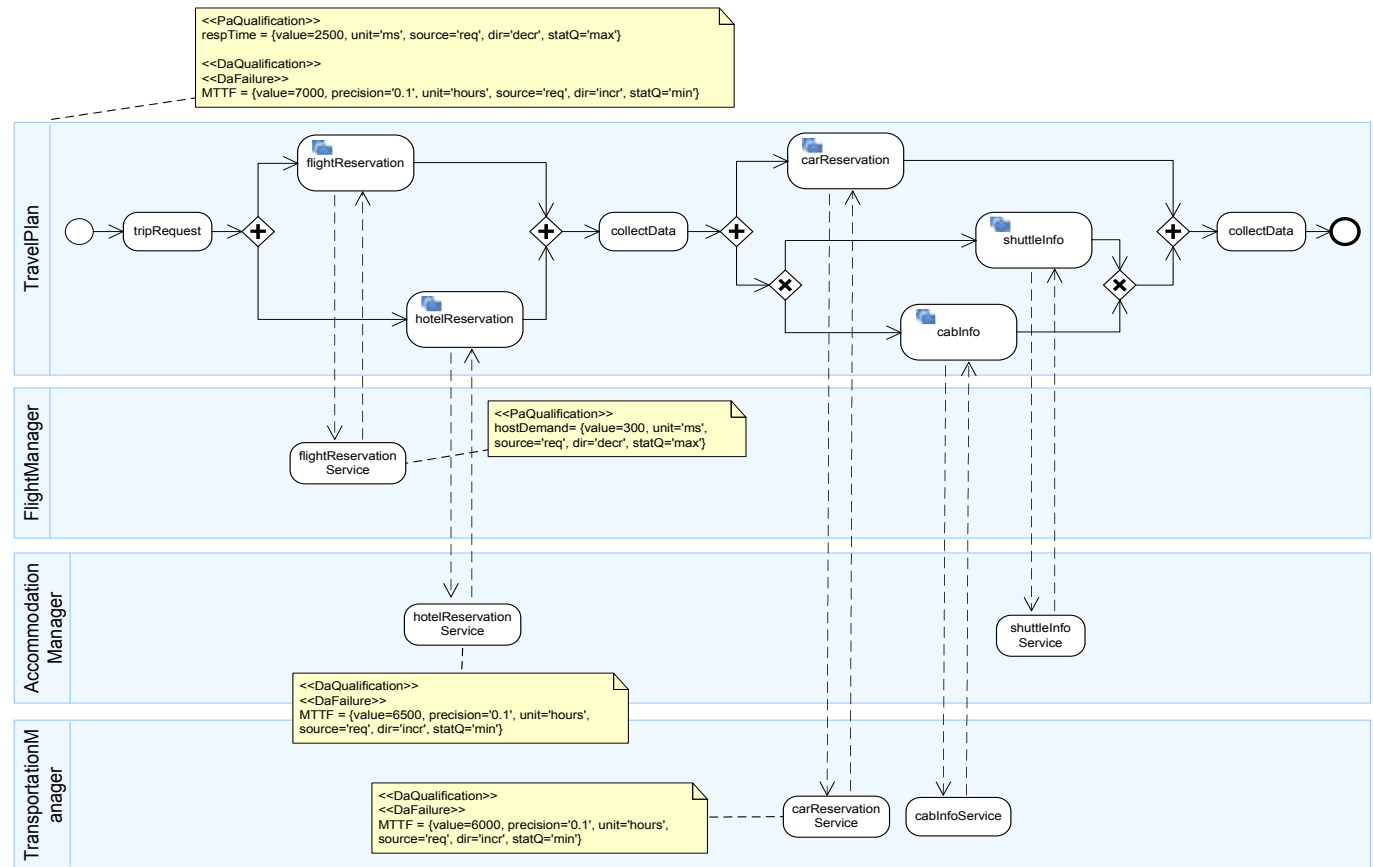 <<PaQualification>>
respTime = {value=2500, unit='ms', source='req', dir='decr', statQ='max'}
<<DaQualification>>
<<DaFailure>>
MTTF = {value=7000, precision='0.1', unit='hours', source='req', dir='incr', statQ='min'}
TravelPlan
tripRequest
flightReservation
hotelReservation
collectData
carReservation
shuttleInfo
cabInfo
collectData
FlightManager
flightReservation
Service
<<PaQualification>>
hostDemand= {value=300, unit='ms',
source='req', dir='decr', statQ='max'}
Accommodation
Manager
hotelReservation
Service
shuttleInfo
Service
<<DaQualification>>
<<DaFailure>>
MTTF = {value=6500, precision='0.1', unit='hours',
source='req', dir='incr', statQ='min'}
TransportationM
anager
<<DaQualification>>
<<DaFailure>>
MTTF = {value=6000, precision='0.1', unit='hours',
source='req', dir='incr', statQ='min'}
carReservation
Service
cabInfoService